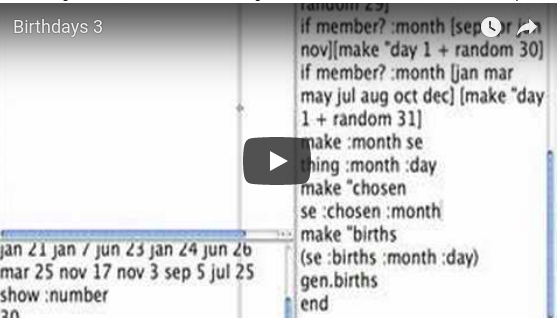 Birthdays 3
random 29]
if member? :month [sep apr jun
nov][make "day 1 + random 30]
if member? :month [jan mar
may jul aug oct dec] [make "day
1 + random 31]
make :month se
thing :month :day
make "chosen
se :chosen :month
make "births
(se :births :month :day)
gen.births
end
jan 21 jan 7 jun 23 jan 24 jun 26
mar 25 nov 17 nov 3 sep 5 jul 25
show :number
30